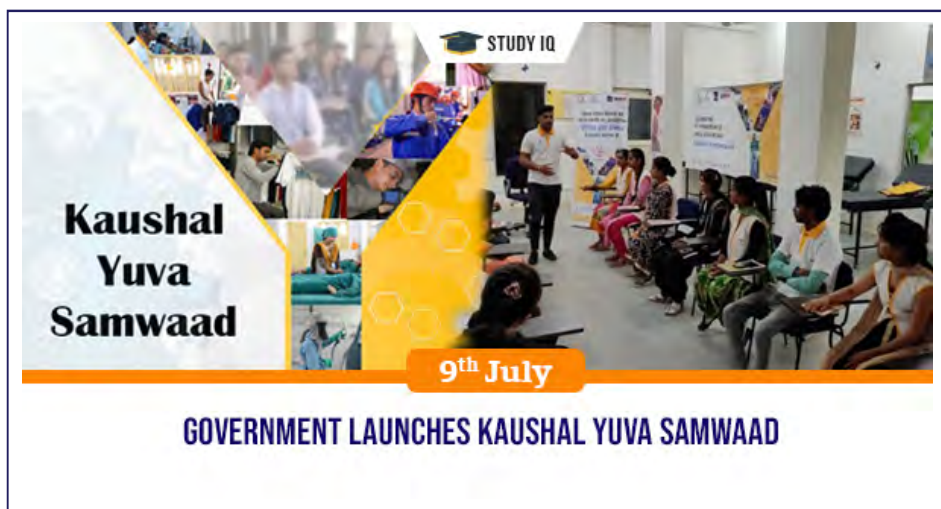 STUDY IQ
Kaushal
Yuva
Samwaad
9th July
GOVERNMENT LAUNCHES KAUSHAL YUVA SAMWAAD